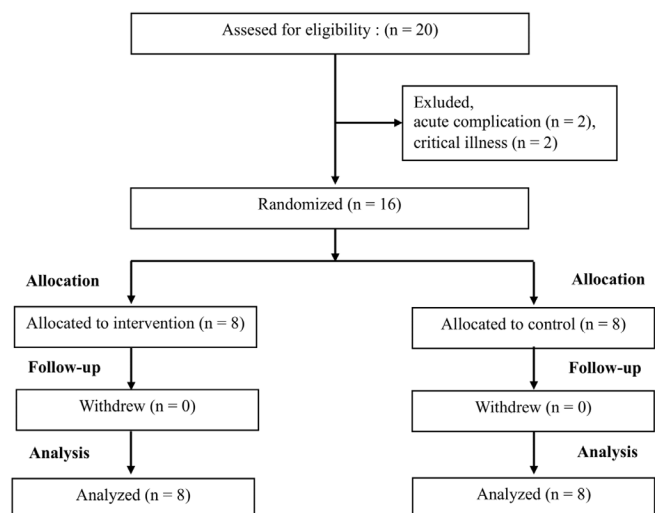 Assesed for eligibility : (n = 20)
Exluded,
acute complication (n = 2),
critical illness (n = 2)
Randomized (n = 16)
Allocation
Allocation
Allocated to intervention (n = 8)
Allocated to control (n = 8)
Follow-up
Follow-up
Withdrew (n = 0)
Withdrew (n = 0)
Analysis
Analysis
Analyzed (n = 8)
Analyzed (n = 8)